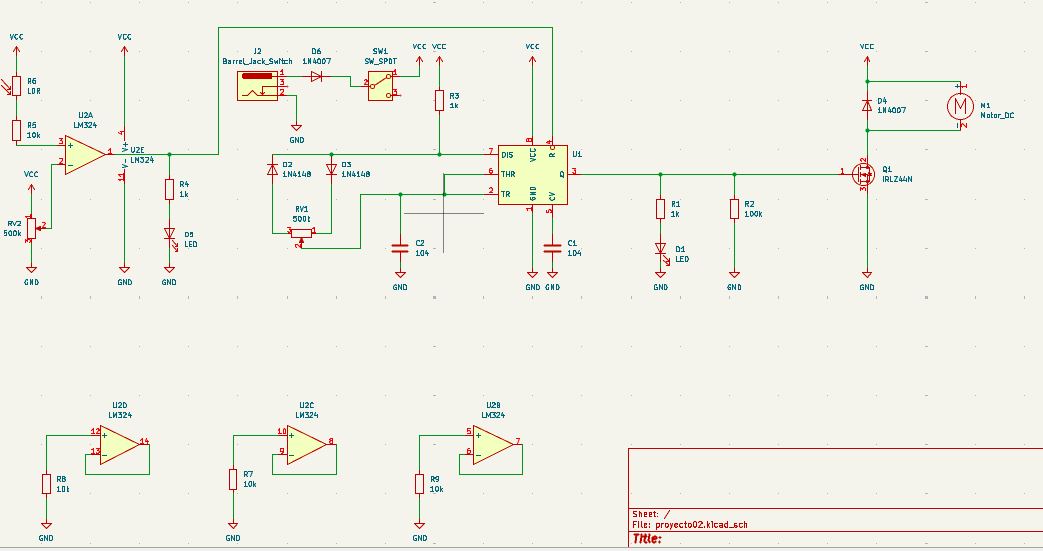 VCC
VCC
R6
LDR
R5
10k
U2A
LM324
3
+
2
-
1
VCC
RV2
500k
1
2
3
GND
4
V+
U2E
LM324
V-
11
GND
R4
1k
D5
LED
GND
J2
Barrel_Jack_Switch
1
3
2
GND
D6
1N4007
SW1
SW_SPDT
2
1
3
VCC
VCC
R3
1k
D2
1N4148
D3
1N4148
RV1
500k
3
1
2
C2
104
GND
VCC
8
4
7
DIS
VCC
R
U1
6
THR
Q
3
2
TR
GND
CV
1
5
C1
104
GND
GND
R1
1k
D1
LED
GND
R2
100k
GND
VCC
D4
1N4007
+
1
M
-
2
M1
Motor_DC
1
2
3
Q1
IRLZ44N
GND
U2D
LM324
12
+
13
-
14
R8
10k
GND
U2C
LM324
10
+
9
-
8
R7
10k
GND
U2B
LM324
5
+
6
-
7
R9
10k
GND
Sheet: /
File: proyecto02.kicad_sch
Title: